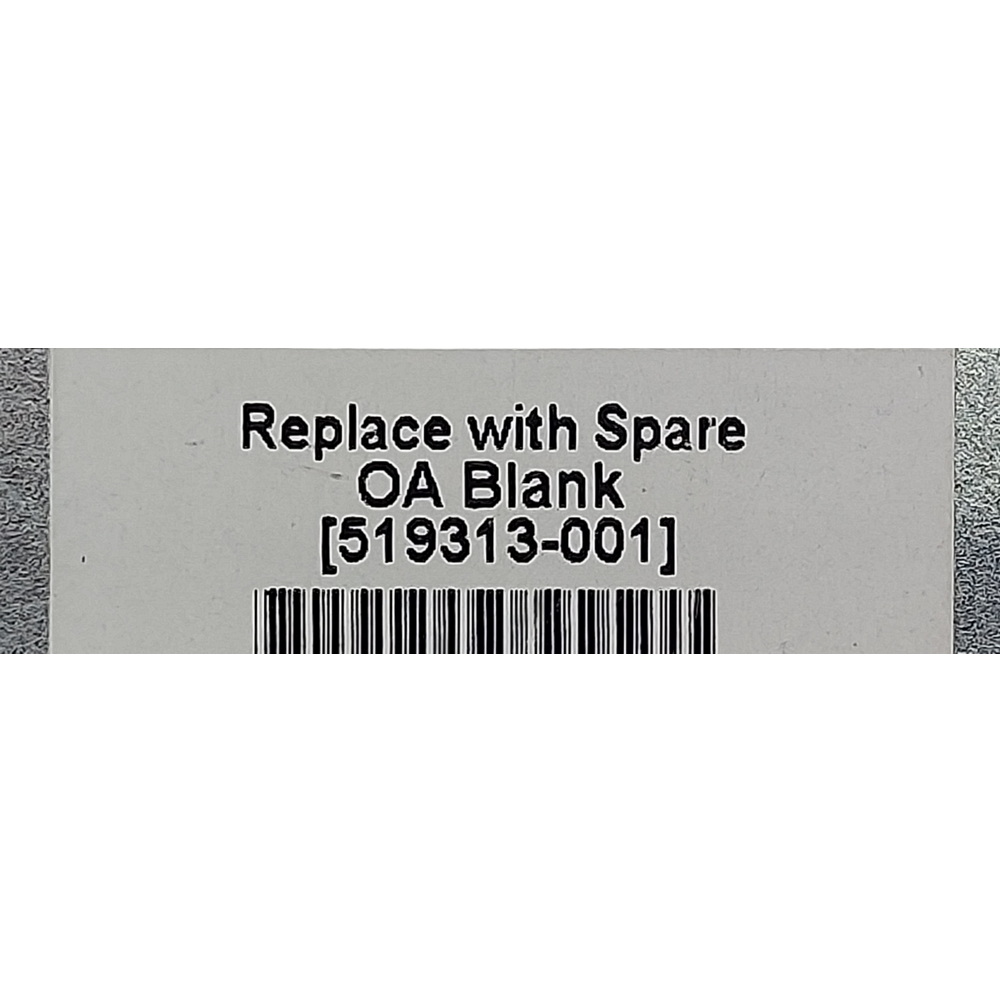 Replace with Spare
OA Blank
[519313-001]